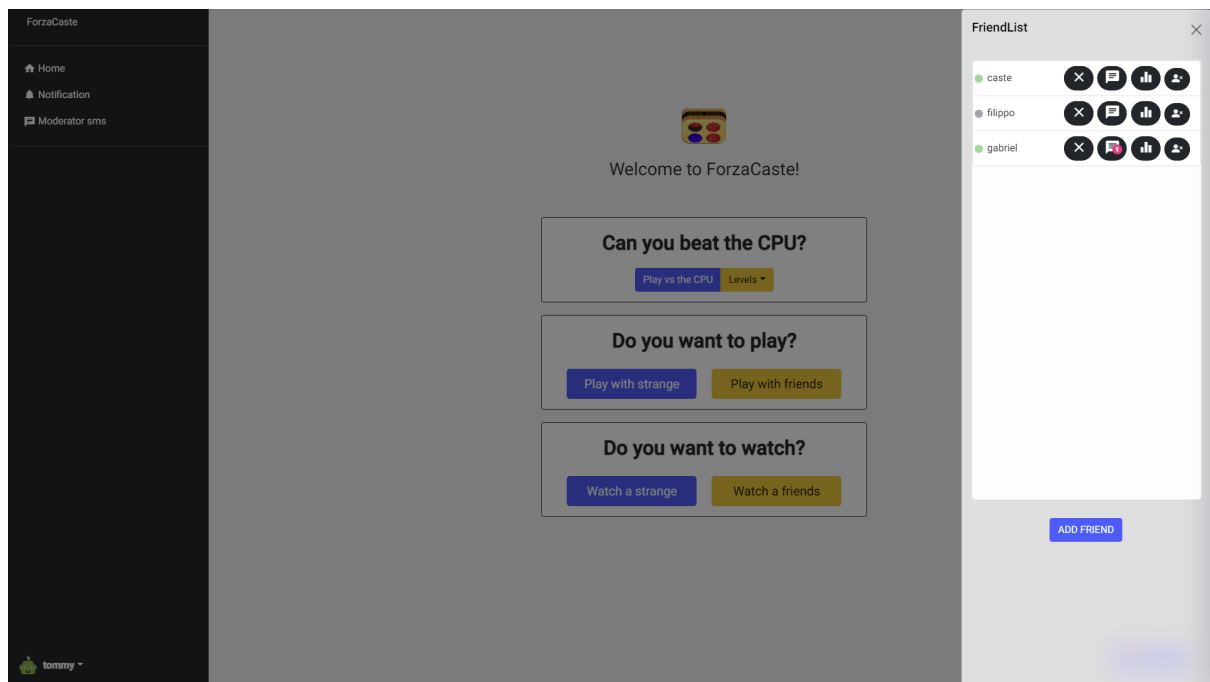 ForzaCaste
Home
Notification
Moderator sms
tommy
Welcome to ForzaCaste!
Can you beat the CPU?
Play vs the CPU Levels
Do you want to play?
Play with strange Play with friends
Do you want to watch?
Watch a strange Watch a friends
FriendList
caste
filippo
gabriel 1
ADD FRIEND